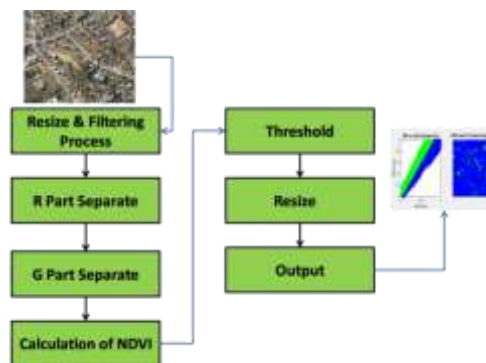 Resize & Filtering
Process
R Part Separate
G Part Separate
Calculation of NDVI
Threshold
Resize
Output